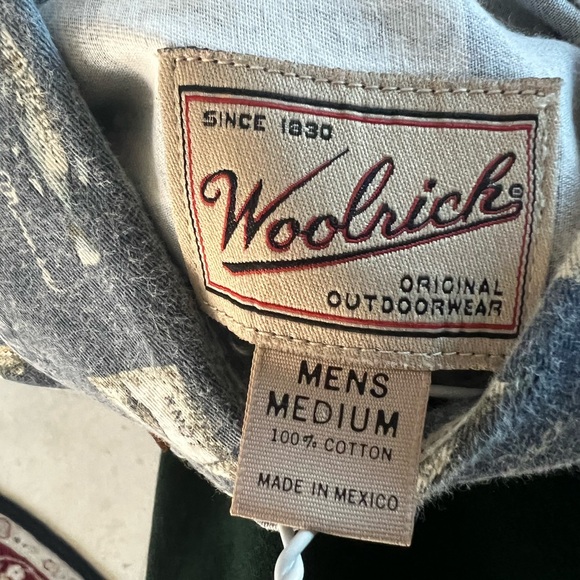 SINCE 1830
Woolrich®
ORIGINAL
OUTDOORWEAR
MENS
MEDIUM
100% COTTON
MADE IN MEXICO